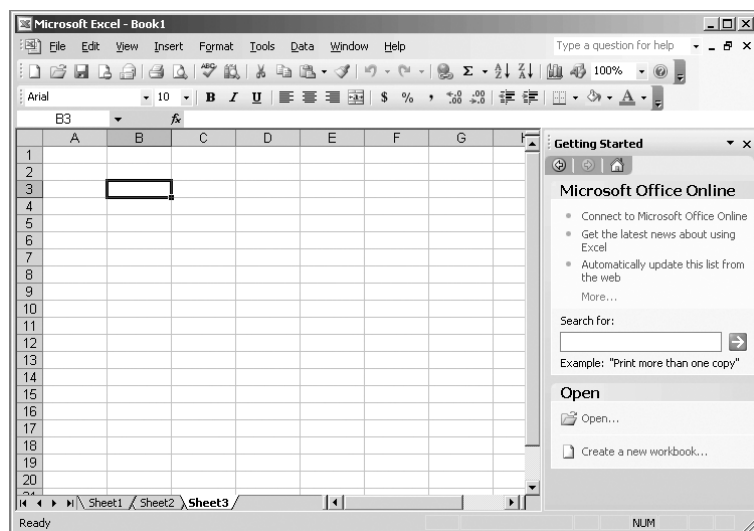 Microsoft Excel - Book1
File Edit View Insert Format Tools Data Window Help Type a question for help
ABC Σ A Z Z A 100%
Arial 10 B I U $ % ,
B3 fx
A B C D E F G H
1
2
3
4
5
6
7
8
9
10
11
12
13
14
15
16
17
18
19
20
21
Sheet1 Sheet2 Sheet3
Ready NUM
Getting Started
Microsoft Office Online
Connect to Microsoft Office Online
Get the latest news about using
Excel
Automatically update this list from
the web
More...
Search for:
Example: "Print more than one copy"
Open
Open...
Create a new workbook...